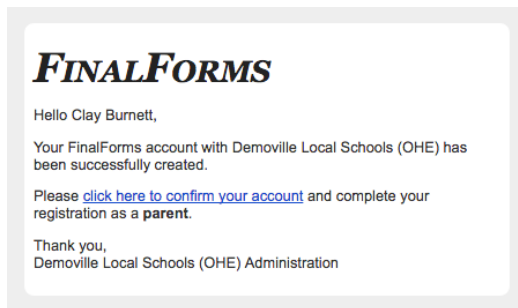 FINALFORMS
Hello Clay Burnett,
Your FinalForms account with Demoville Local Schools (OHE) has
been successfully created.
Please click here to confirm your account and complete your
registration as a parent.
Thank you,
Demoville Local Schools (OHE) Administration